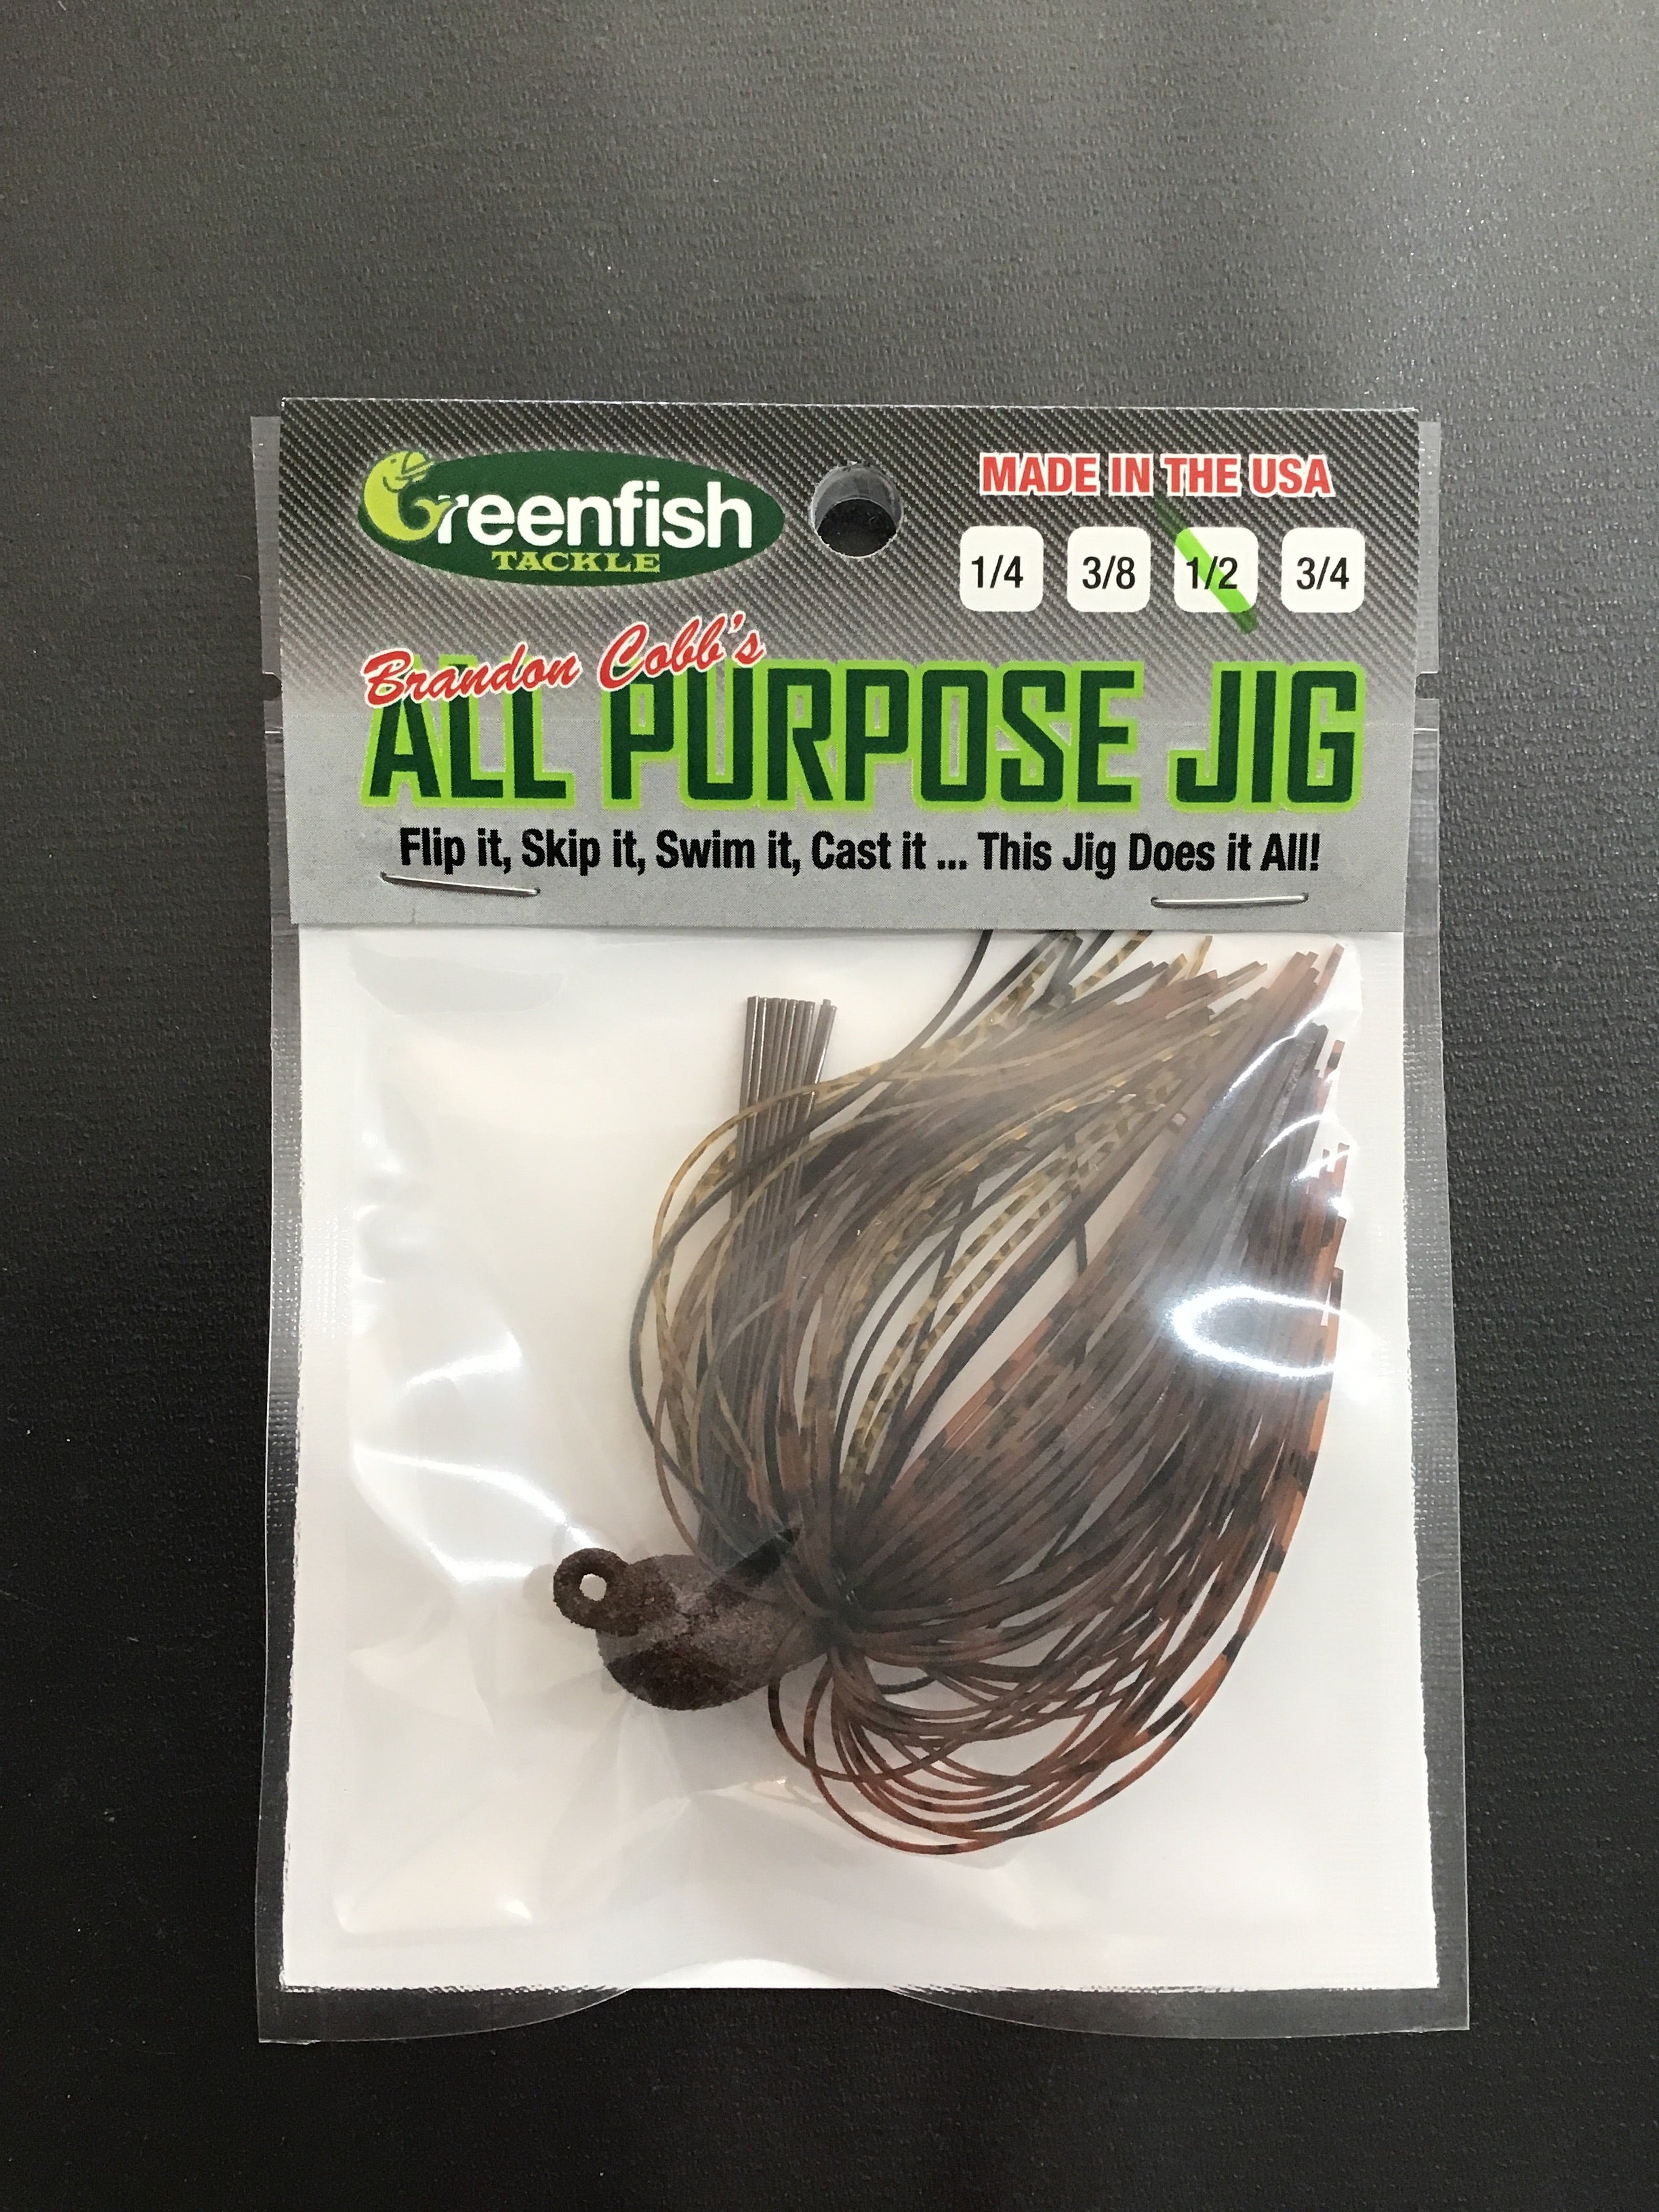 Greenfish
TACKLE
MADE IN THE USA
1/4 3/8 1/2 3/4
Brandon Cobb's
ALL PURPOSE JIG
Flip it, Skip it, Swim it, Cast it ... This Jig Does it All!